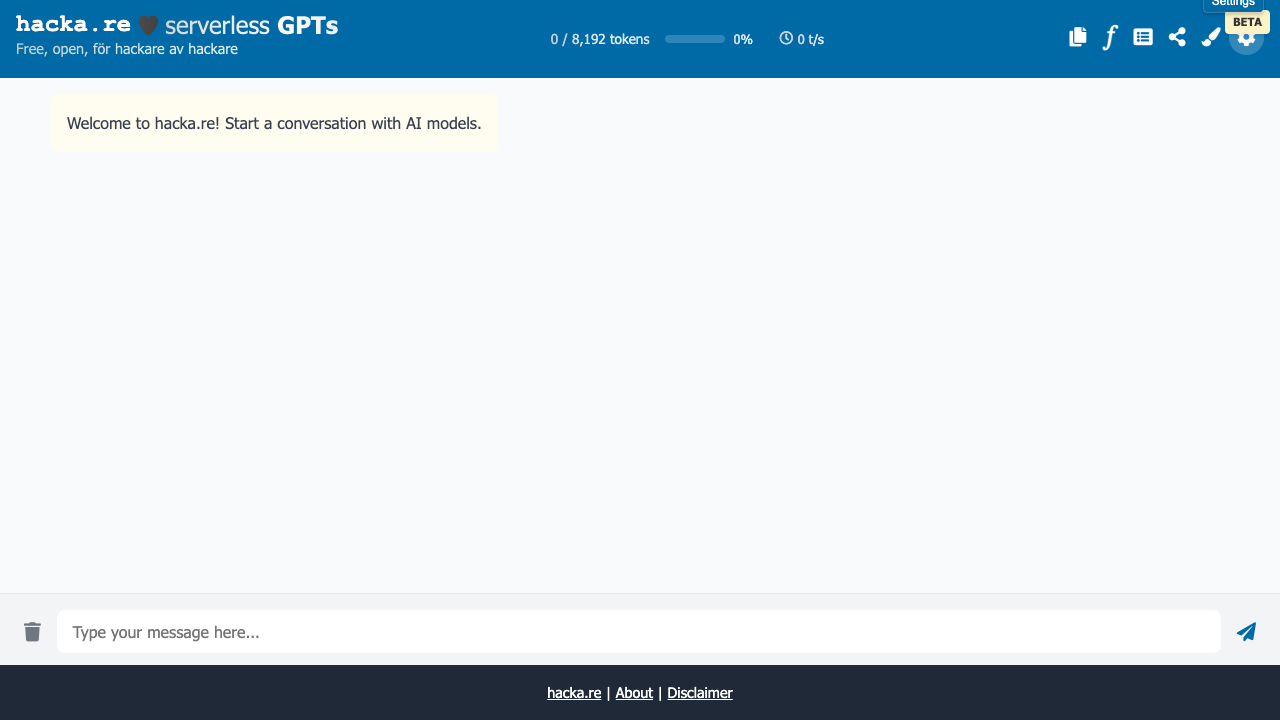 hacka.re serverless GPTs
Free, open, för hackare av hackare
0 / 8,192 tokens 0% 0 t/s
Settings
BETA
Welcome to hacka.re! Start a conversation with AI models.
Type your message here...
hacka.re | About | Disclaimer